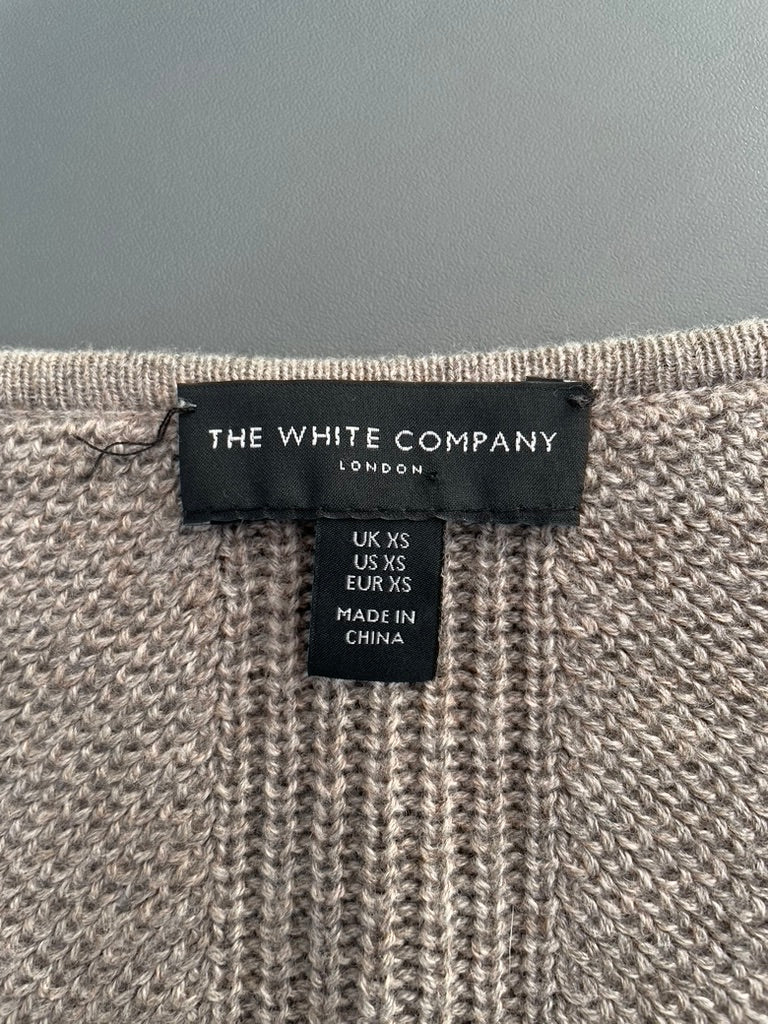 THE WHITE COMPANY
LONDON
UK XS
US XS
EUR XS
MADE IN
CHINA